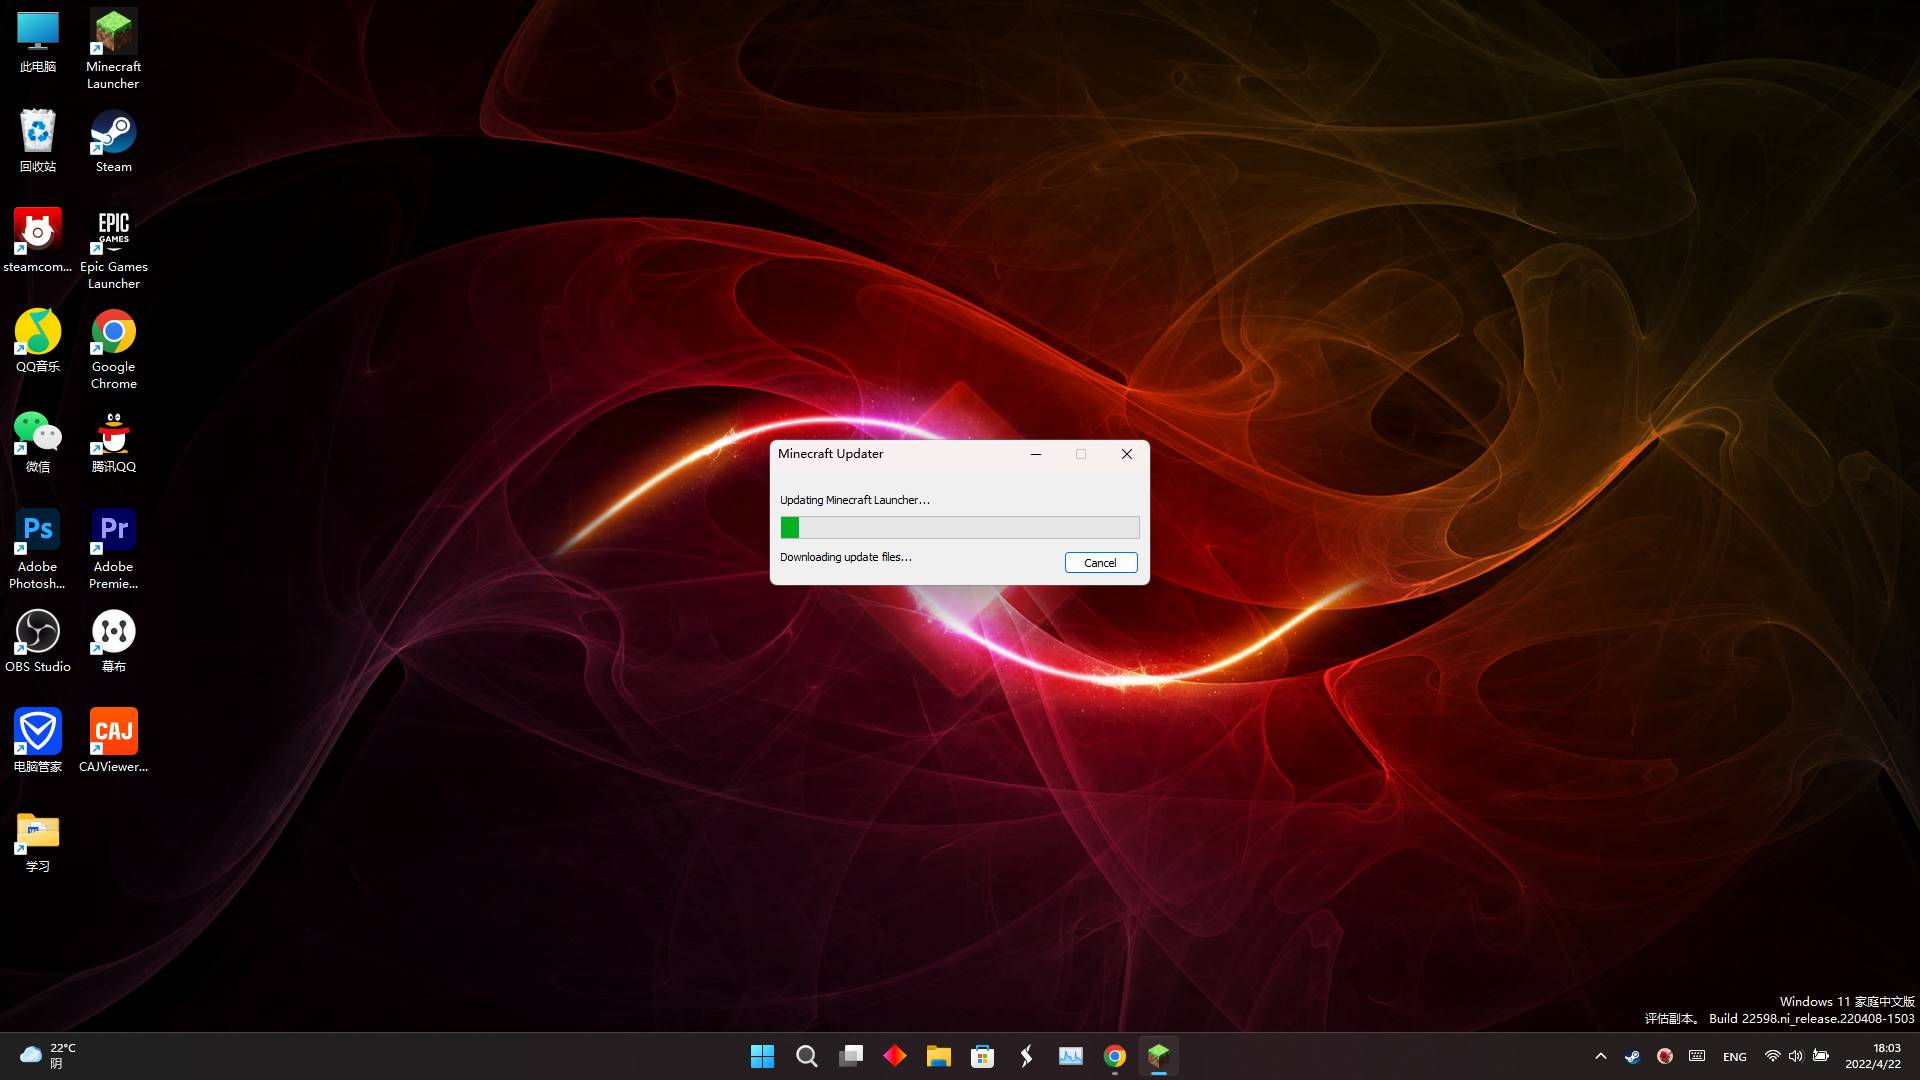 此电脑
Minecraft
Launcher
回收站
Steam
steamcom...
EPIC
GAMES
Epic Games
Launcher
QQ音乐
Google
Chrome
微信
腾讯QQ
Ps
Adobe
Photosh...
Pr
Adobe
Premie...
OBS Studio
幕布
电脑管家
CAJ
CAJViewer...
学习
Minecraft Updater
Updating Minecraft Launcher...
Downloading update files...
Cancel
Windows 11 家庭中文版
评估副本。 Build 22598.ni_release.220408-1503
22°C
阴
ENG
18:03
2022/4/22